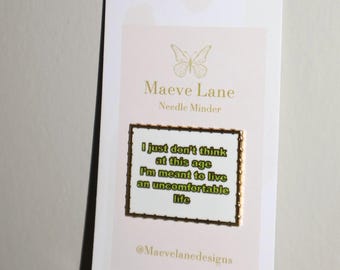 Maeve Lane
Needle Minder
I just don't think
at this age
I'm meant to live
an uncomfortable
life
@Maevelanedesigns